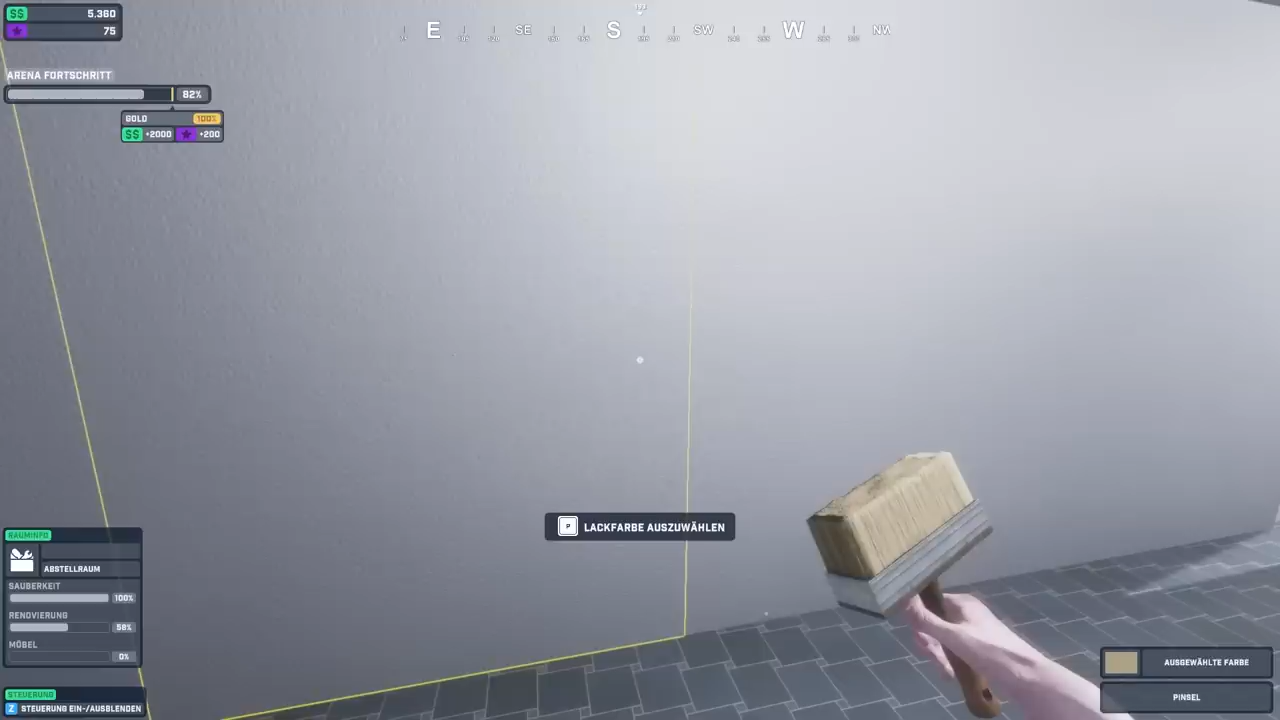 $$ 5.360
75
E SE S SW W NW
ARENA FORTSCHRITT
82%
GOLD 100%
$$ +2000 +200
P LACKFARBE AUSZUWÄHLEN
RAUMINFO
ABSTELLRAUM
SAUBERKEIT
100%
RENOVIERUNG
58%
MÖBEL
0%
STEUERUNG
Z STEUERUNG EIN-/AUSBLENDEN
AUSGEWÄHLTE FARBE
PINSEL